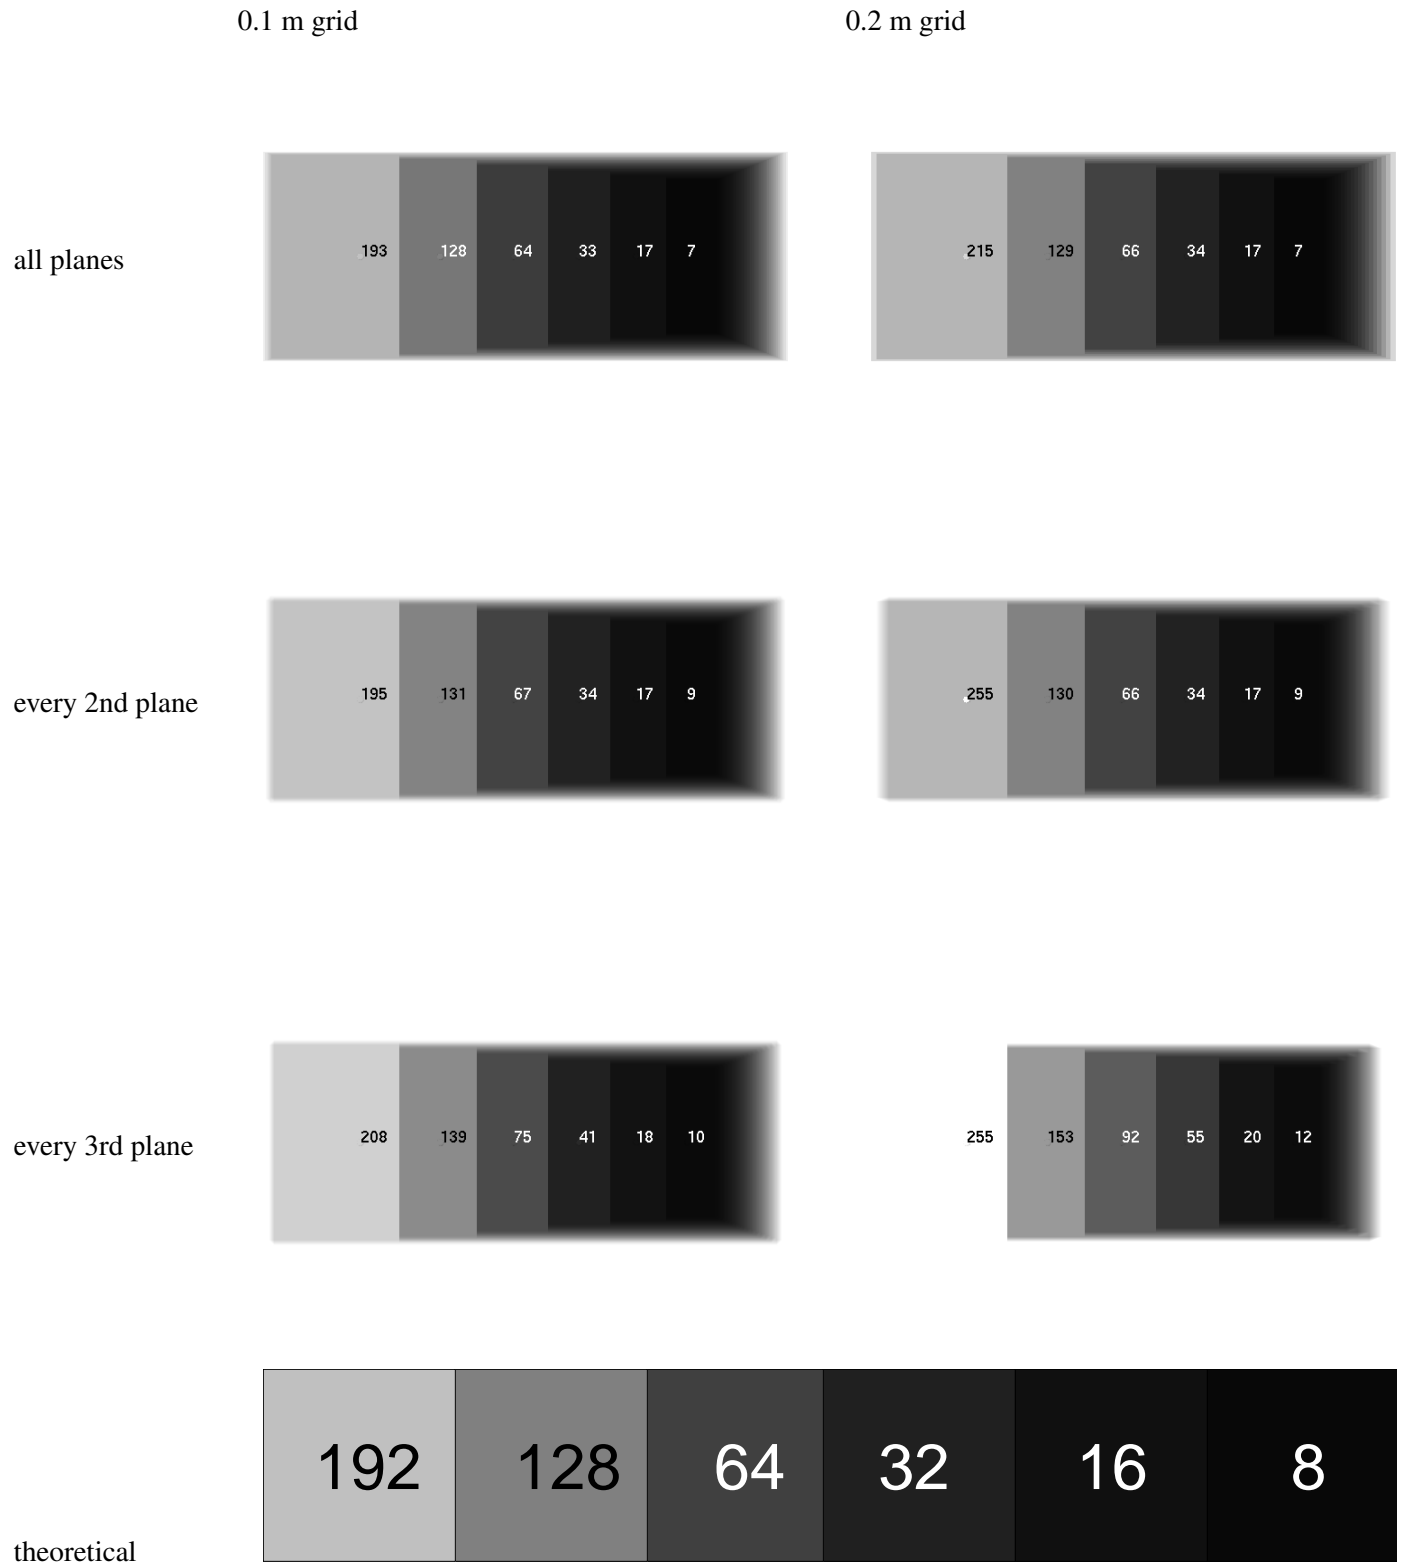 0.1 m grid 0.2 m grid
all planes 193 128 64 33 17 7 215 129 66 34 17 7
every 2nd plane 195 131 67 34 17 9 255 130 66 34 17 9
every 3rd plane 208 139 75 41 18 10 255 153 92 55 20 12
192 128 64 32 16 8
theoretical